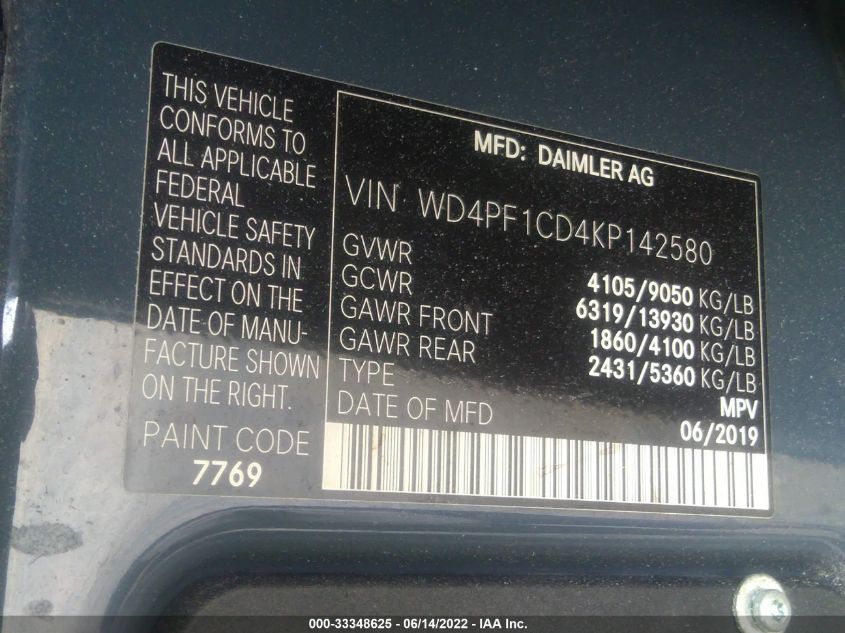 THIS VEHICLE
CONFORMS TO
ALL APPLICABLE
FEDERAL
VEHICLE SAFETY
STANDARDS IN
EFFECT ON THE
DATE OF MANU-
FACTURE SHOWN
ON THE RIGHT.
PAINT CODE
7769
MFD: DAIMLER AG
VIN WD4PF1CD4KP142580
GVWR 4105/9050 KG/LB
GCWR 6319/13930 KG/LB
GAWR FRONT 1860/4100 KG/LB
GAWR REAR 2431/5360 KG/LB
TYPE MPV
DATE OF MFD 06/2019
000-33348625 - 06/14/2022 - IAA Inc.